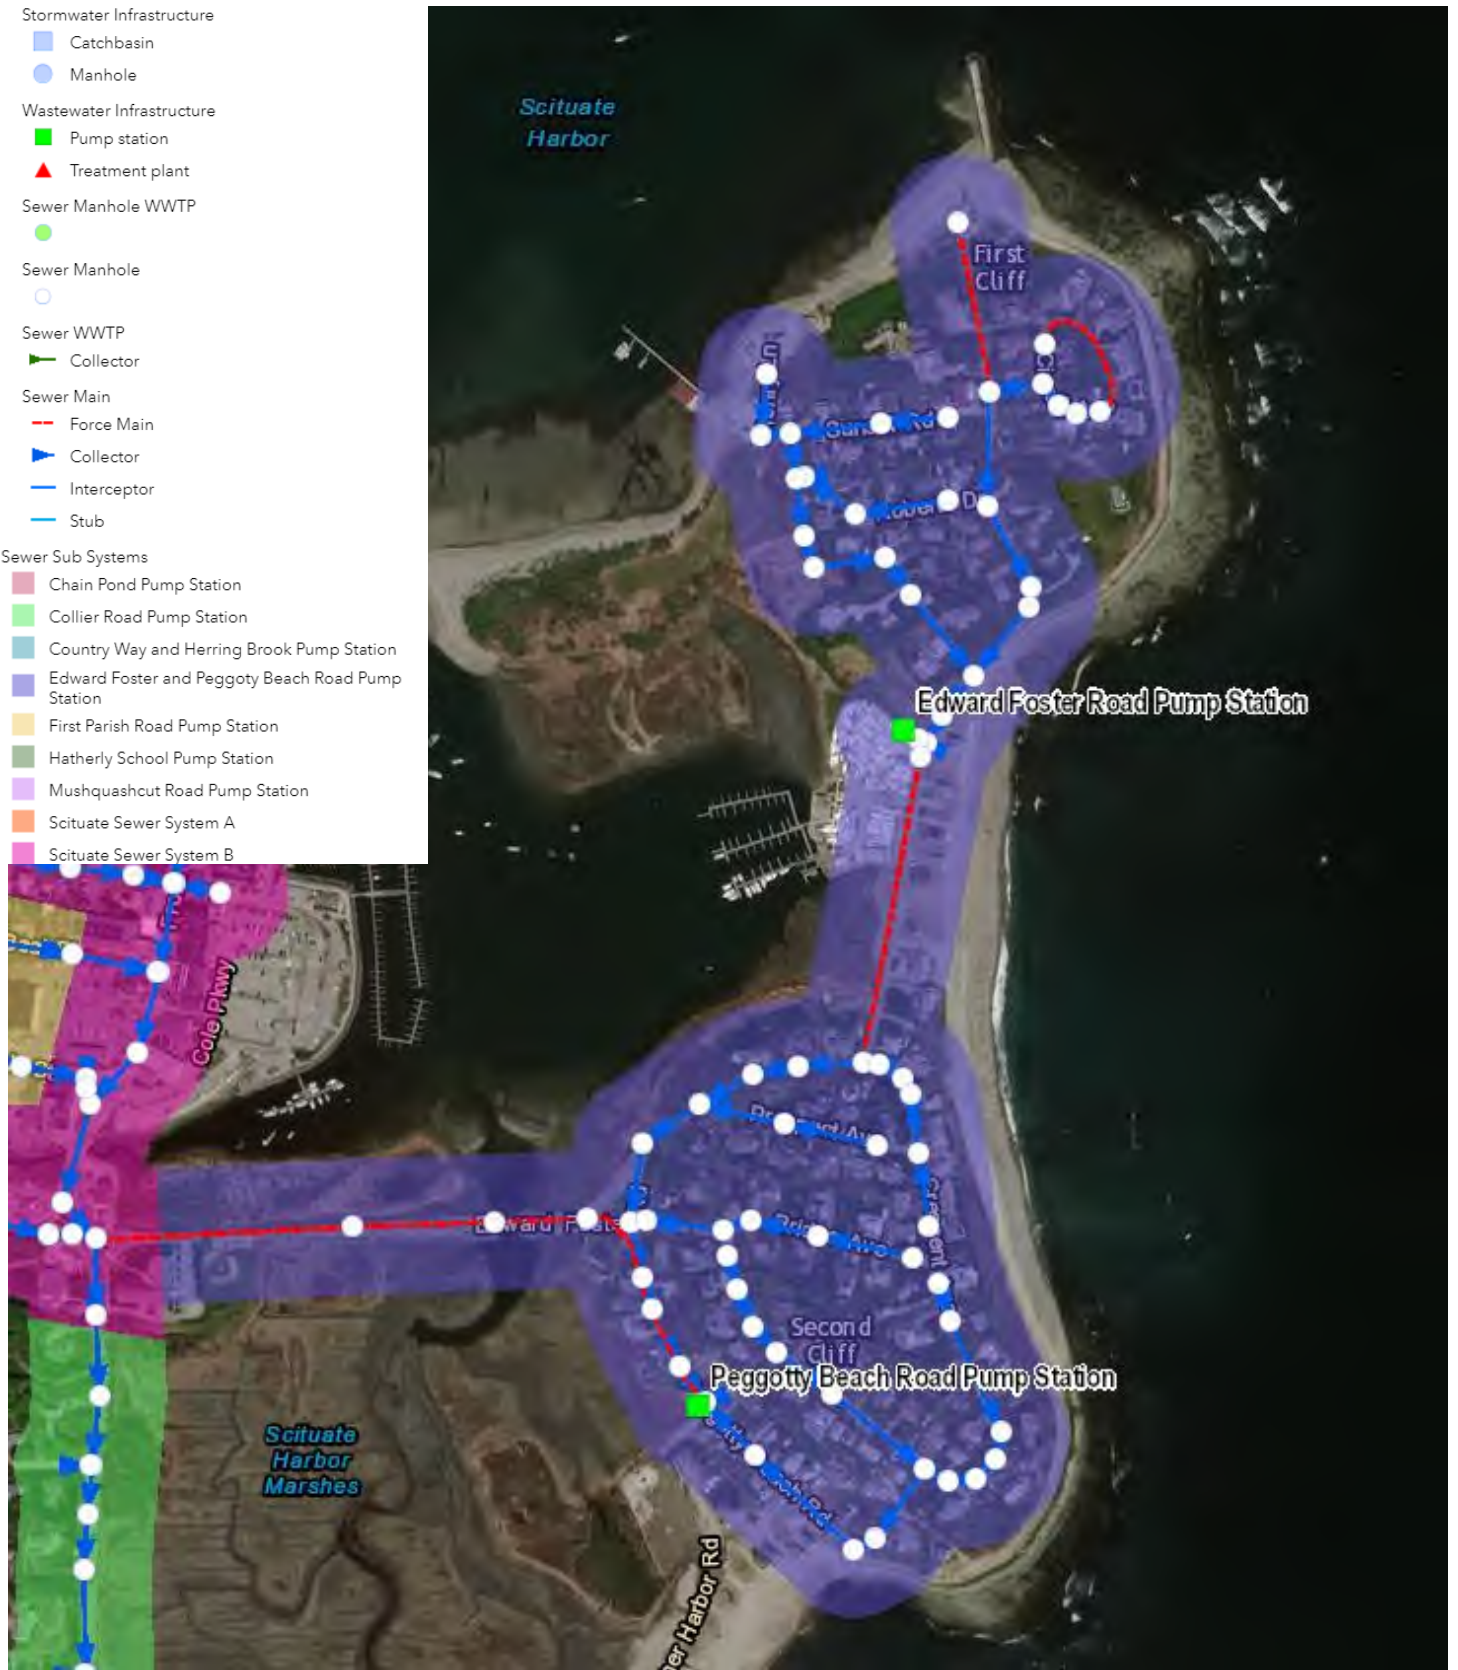 Stormwater Infrastructure
Catchbasin
Manhole
Wastewater Infrastructure
Pump station
Treatment plant
Sewer Manhole WWTP
Sewer Manhole
Sewer WWTP
Collector
Sewer Main
Force Main
Collector
Interceptor
Stub
Sewer Sub Systems
Chain Pond Pump Station
Collier Road Pump Station
Country Way and Herring Brook Pump Station
Edward Foster and Peggoty Beach Road Pump
Station
First Parish Road Pump Station
Hatherly School Pump Station
Mushquashcut Road Pump Station
Scituate Sewer System A
Scituate Sewer System B
Scituate
Harbor
First
Cliff
Rd
Edward Foster Road Pump Station
Cole Pkwy
Second
Cliff
Peggotty Beach Road Pump Station
Scituate
Harbor
Marshes
Rd
Harbor Rd